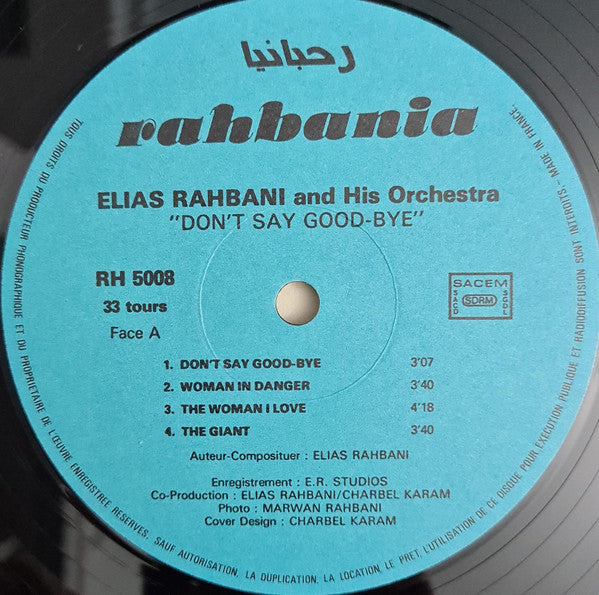 رحبانيا
rahbania
ELIAS RAHBANI and His Orchestra
"DON'T SAY GOOD-BYE"
RH 5008
33 tours
Face A
SACEM
SACD
SDRM
SGDL
1. DON'T SAY GOOD-BYE 3'07
2. WOMAN IN DANGER 3'40
3. THE WOMAN I LOVE 4'18
4. THE GIANT 3'40
Auteur-Composituer : ELIAS RAHBANI
Enregistrement : E.R. STUDIOS
Co-Production : ELIAS RAHBANI/CHARBEL KARAM
Photo : MARWAN RAHBANI
Cover Design : CHARBEL KARAM
TOUS DROITS DU PRODUCTEUR PHONOGRAPHIQUE ET DU PROPRIETAIRE DE L'ŒUVRE ENREGISTREE RESERVES. SAUF AUTORISATION. LA DUPLICATION. LA LOCATION. LE PRET. L'UTILISATION DE CE DISQUE POUR EXECUTION PUBLIQUE ET RADIODIFFUSION SONT INTERDITS - MADE IN FRANCE.